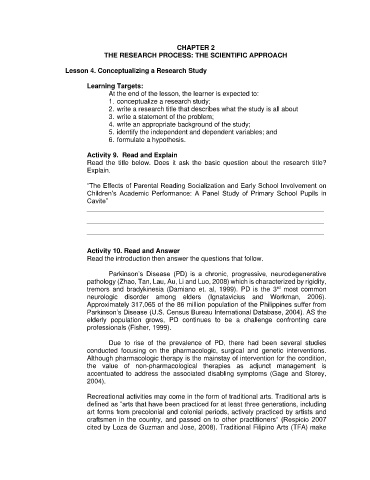 CHAPTER 2
THE RESEARCH PROCESS: THE SCIENTIFIC APPROACH
Lesson 4. Conceptualizing a Research Study
Learning Targets:
At the end of the lesson, the learner is expected to:
1. conceptualize a research study;
2. write a research title that describes what the study is all about
3. write a statement of the problem;
4. write an appropriate background of the study;
5. identify the independent and dependent variables; and
6. formulate a hypothesis.
Activity 9. Read and Explain
Read the title below. Does it ask the basic question about the research title?
Explain.
"The Effects of Parental Reading Socialization and Early School Involvement on
Children's Academic Performance: A Panel Study of Primary School Pupils in
Cavite"
Activity 10. Read and Answer
Read the introduction then answer the questions that follow.
Parkinson's Disease (PD) is a chronic, progressive, neurodegenerative
pathology (Zhao, Tan, Lau, Au, Li and Luo, 2008) which is characterized by rigidity,
tremors and bradykinesia (Damiano et. al, 1999). PD is the 3rd most common
neurologic disorder among elders (Ignatavicius and Workman, 2006).
Approximately 317,065 of the 86 million population of the Philippines suffer from
Parkinson's Disease (U.S. Census Bureau International Database, 2004). AS the
elderly population grows, PD continues to be a challenge confronting care
professionals (Fisher, 1999).
Due to rise of the prevalence of PD, there had been several studies
conducted focusing on the pharmacologic, surgical and genetic interventions.
Although pharmacologic therapy is the mainstay of intervention for the condition,
the value of non-pharmacological therapies as adjunct management is
accentuated to address the associated disabling symptoms (Gage and Storey,
2004).
Recreational activities may come in the form of traditional arts. Traditional arts is
defined as "arts that have been practiced for at least three generations, including
art forms from precolonial and colonial periods, actively practiced by artists and
craftsmen in the country, and passed on to other practitioners" (Respicio 2007
cited by Loza de Guzman and Jose, 2008). Traditional Filipino Arts (TFA) make